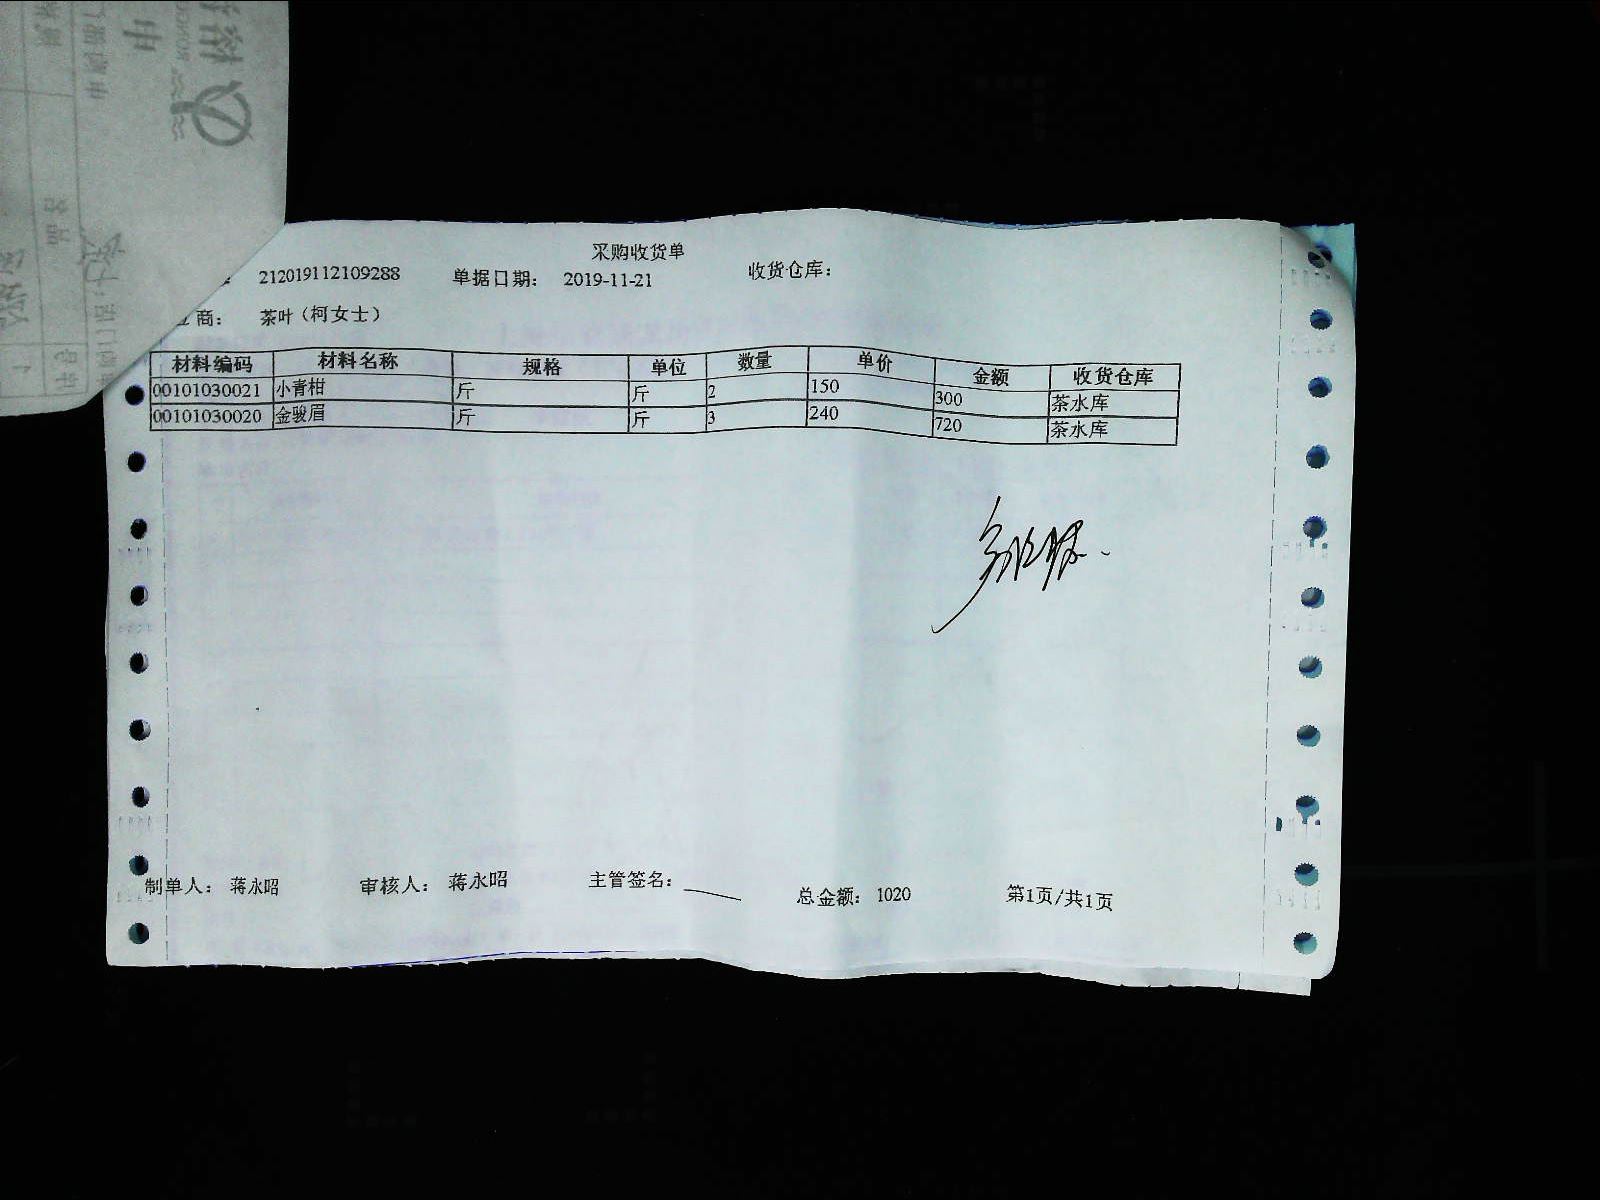 采购收货单
212019112109288 单据日期: 2019-11-21 收货仓库:
商: 茶叶(柯女士)
材料编码 材料名称 规格 单位 数量 单价 金额 收货仓库
00101030021 小青柑 斤 斤 2 150 300 茶水库
00101030020 金骏眉 斤 斤 3 240 720 茶水库
制单人: 蒋永昭 审核人: 蒋永昭 主管签名: 总金额: 1020 第1页/共1页